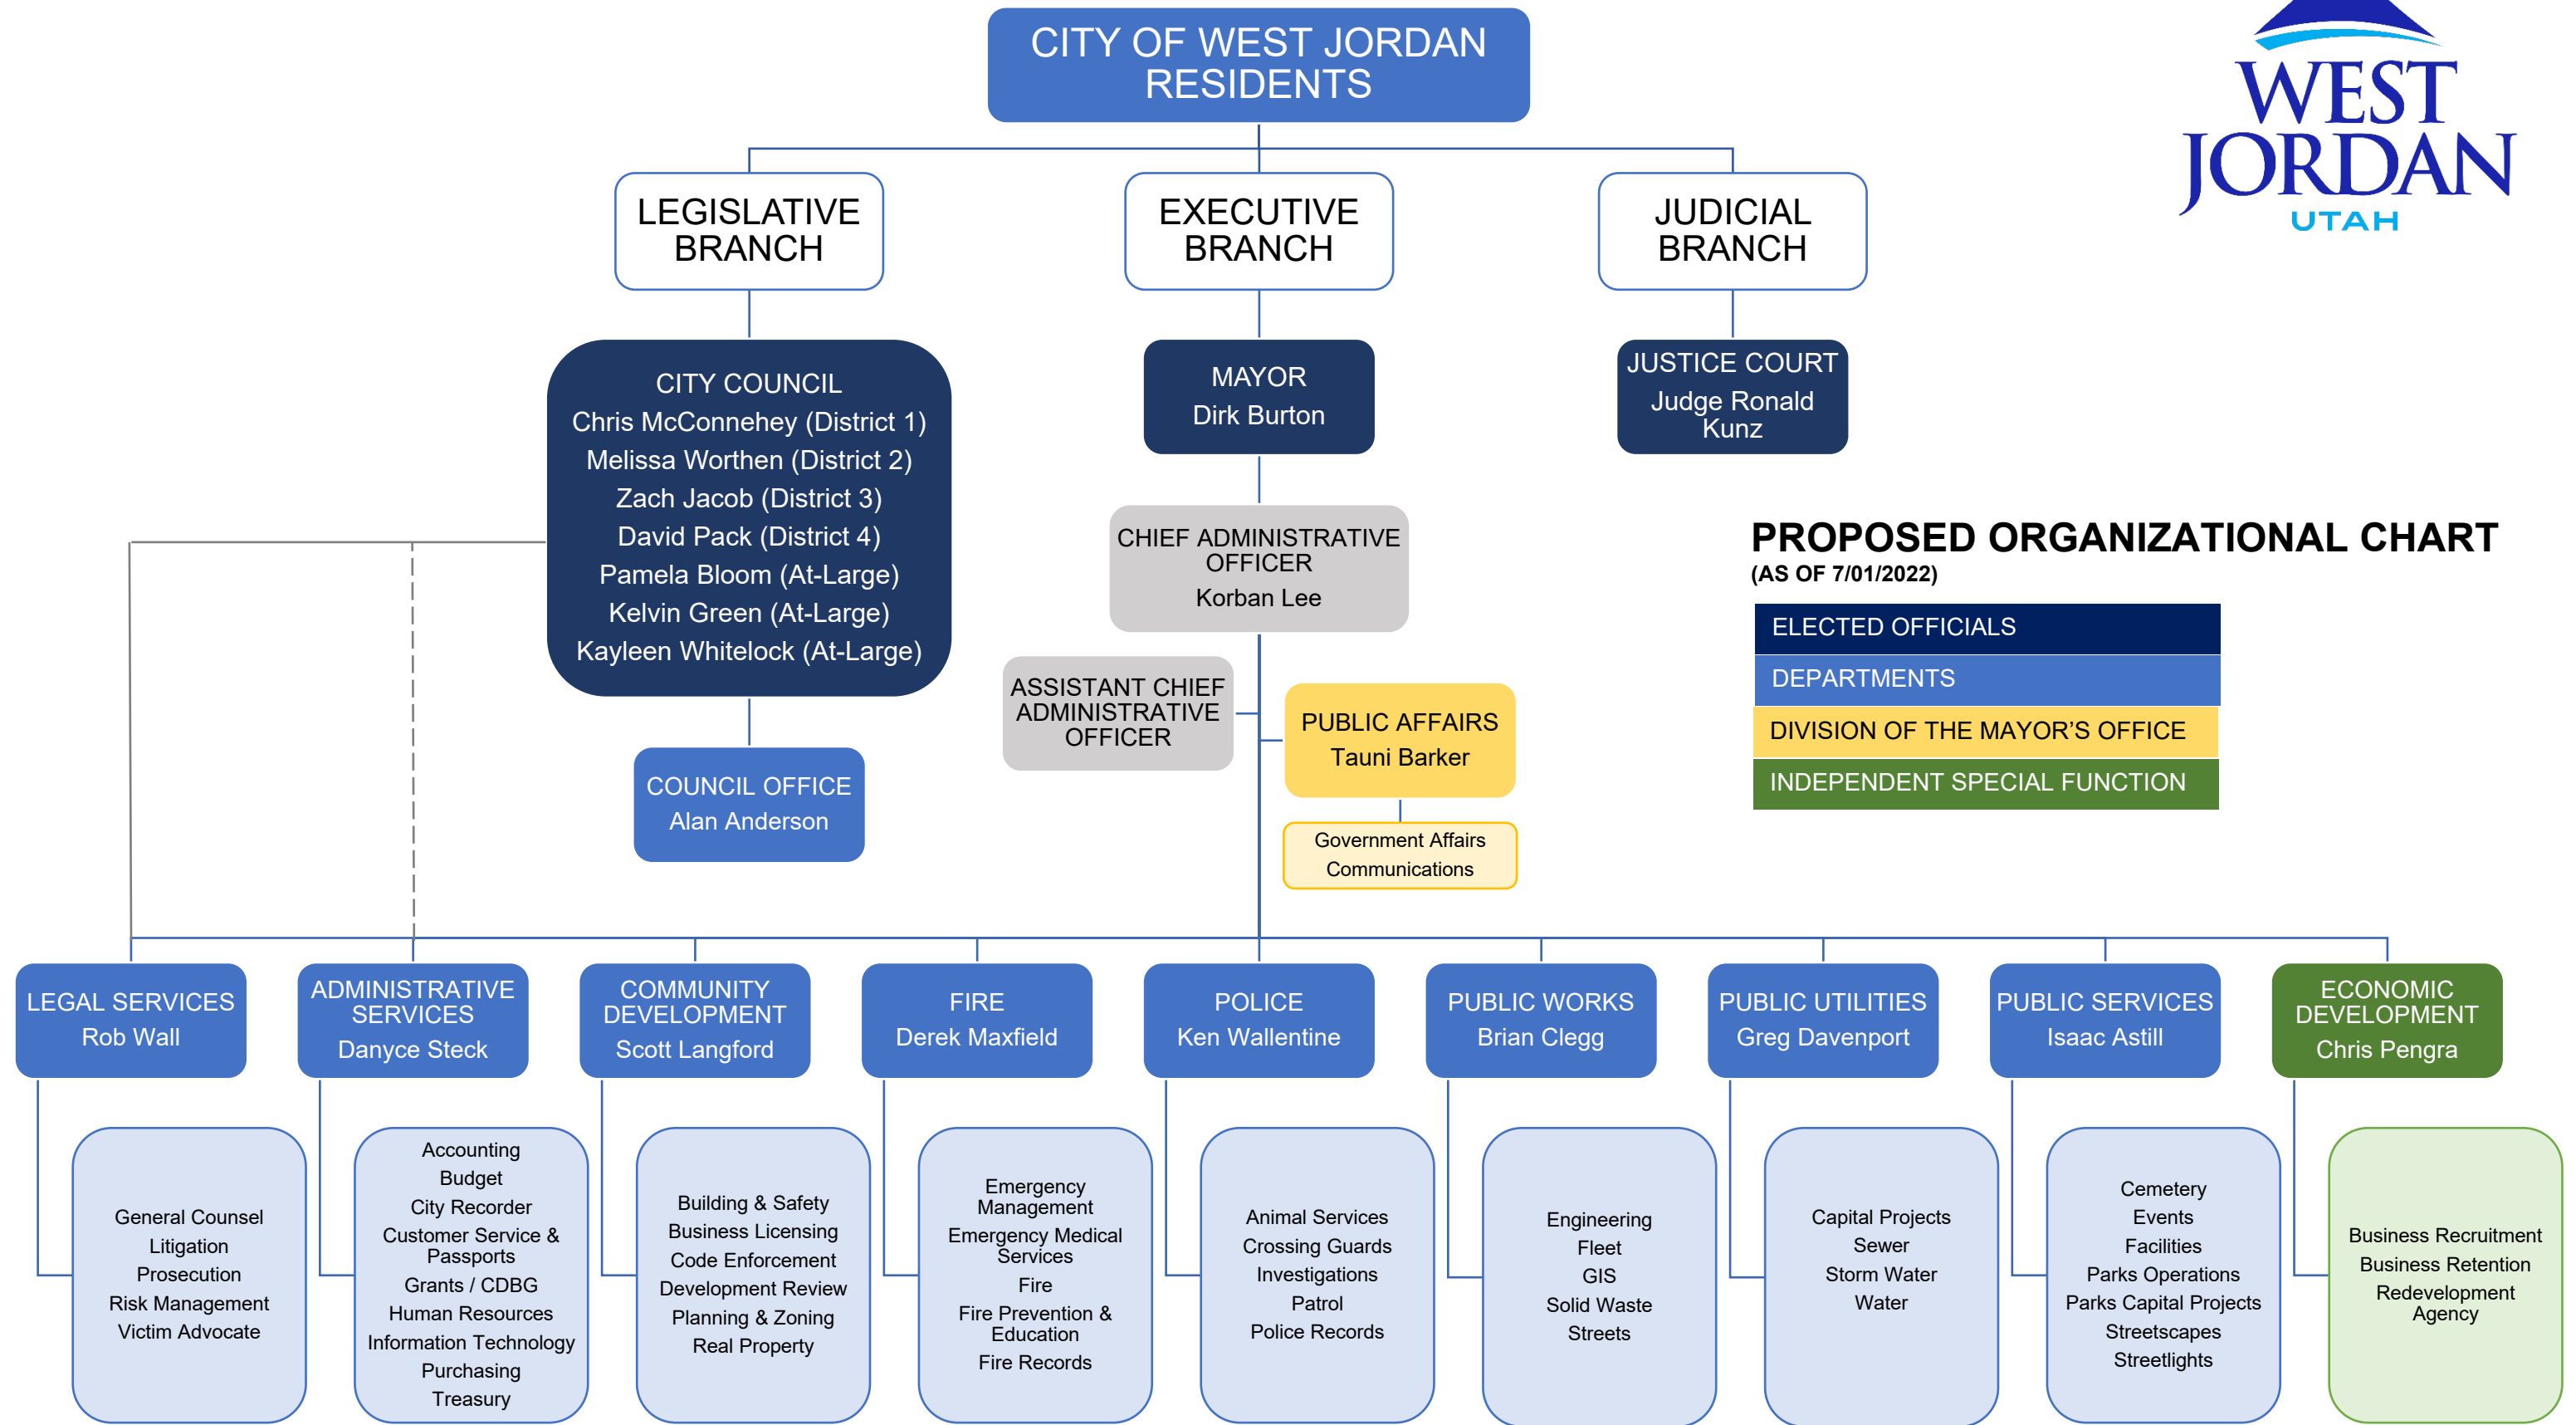 CITY OF WEST JORDAN
RESIDENTS
WEST
JORDAN
UTAH
LEGISLATIVE
BRANCH
EXECUTIVE
BRANCH
JUDICIAL
BRANCH
CITY COUNCIL
Chris McConnehey (District 1)
Melissa Worthen (District 2)
Zach Jacob (District 3)
David Pack (District 4)
Pamela Bloom (At-Large)
Kelvin Green (At-Large)
Kayleen Whitelock (At-Large)
MAYOR
Dirk Burton
JUSTICE COURT
Judge Ronald
Kunz
CHIEF ADMINISTRATIVE
OFFICER
Korban Lee
PROPOSED ORGANIZATIONAL CHART
(AS OF 7/01/2022)
ELECTED OFFICIALS
DEPARTMENTS
DIVISION OF THE MAYOR’S OFFICE
INDEPENDENT SPECIAL FUNCTION
ASSISTANT CHIEF
ADMINISTRATIVE
OFFICER
PUBLIC AFFAIRS
Tauni Barker
Government Affairs
Communications
COUNCIL OFFICE
Alan Anderson
LEGAL SERVICES
Rob Wall
ADMINISTRATIVE
SERVICES
Danyce Steck
COMMUNITY
DEVELOPMENT
Scott Langford
FIRE
Derek Maxfield
POLICE
Ken Wallentine
PUBLIC WORKS
Brian Clegg
PUBLIC UTILITIES
Greg Davenport
PUBLIC SERVICES
Isaac Astill
ECONOMIC
DEVELOPMENT
Chris Pengra
General Counsel
Litigation
Prosecution
Risk Management
Victim Advocate
Accounting
Budget
City Recorder
Customer Service &
Passports
Grants / CDBG
Human Resources
Information Technology
Purchasing
Treasury
Building & Safety
Business Licensing
Code Enforcement
Development Review
Planning & Zoning
Real Property
Emergency
Management
Emergency Medical
Services
Fire
Fire Prevention &
Education
Fire Records
Animal Services
Crossing Guards
Investigations
Patrol
Police Records
Engineering
Fleet
GIS
Solid Waste
Streets
Capital Projects
Sewer
Storm Water
Water
Cemetery
Events
Facilities
Parks Operations
Parks Capital Projects
Streetscapes
Streetlights
Business Recruitment
Business Retention
Redevelopment
Agency